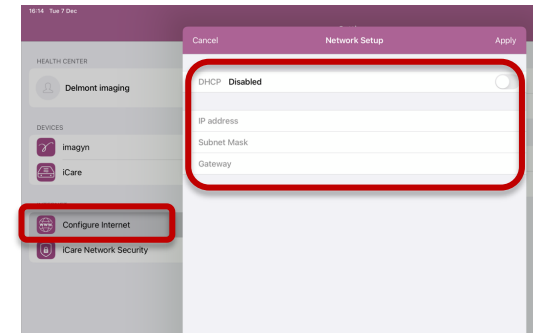 16:14 Tue 7 Dec
Cancel
Network Setup
Apply
HEALTH CENTER
Delmont imaging
DHCP Disabled
IP address
Subnet Mask
Gateway
DEVICES
imagyn
iCare
Configure Internet
iCare Network Security